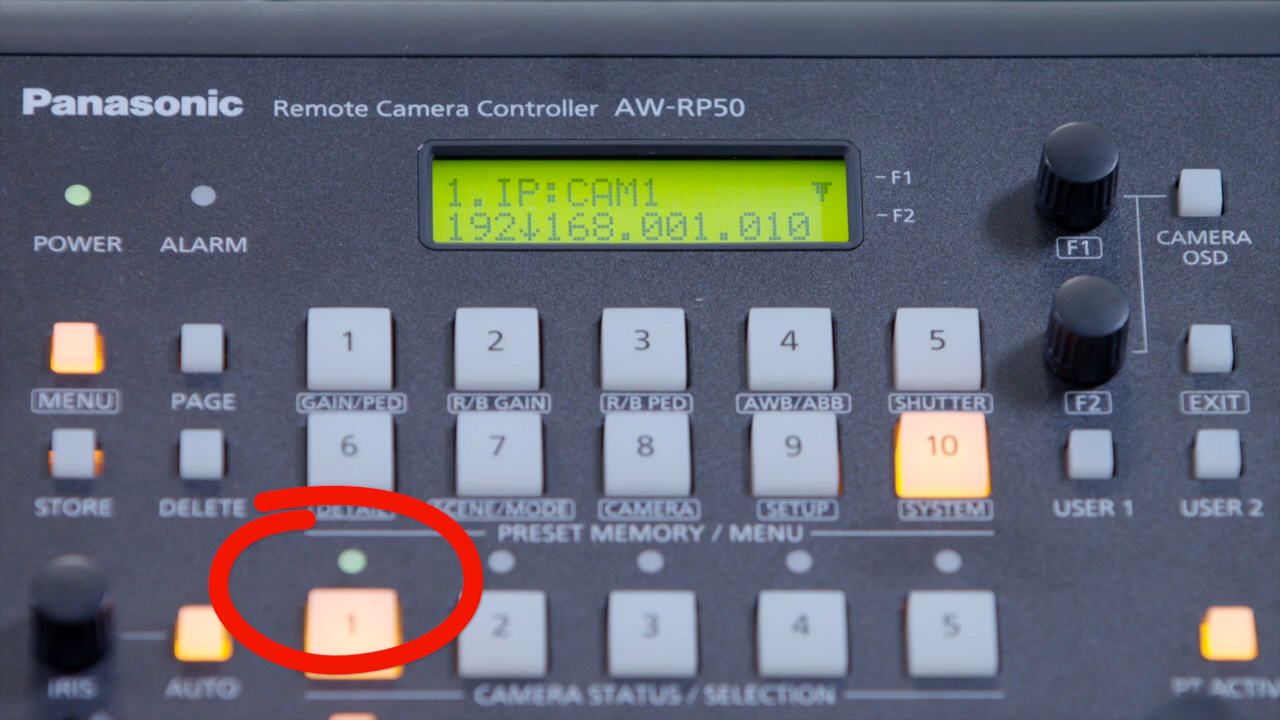 Panasonic Remote Camera Controller AW-RP50
1.IP:CAM1
192↓168.001.010
F1
F2
POWER ALARM
F1
CAMERA
OSD
1 2 3 4 5
MENU PAGE GAIN/PED R/B GAIN R/B PED AWB/ABB SHUTTER F2 EXIT
6 7 8 9 10
STORE DELETE DETAIL SCENE/MODE CAMERA SETUP SYSTEM USER 1 USER 2
PRESET MEMORY / MENU
1 2 3 4 5
IRIS AUTO CAMERA STATUS / SELECTION PT ACTIV